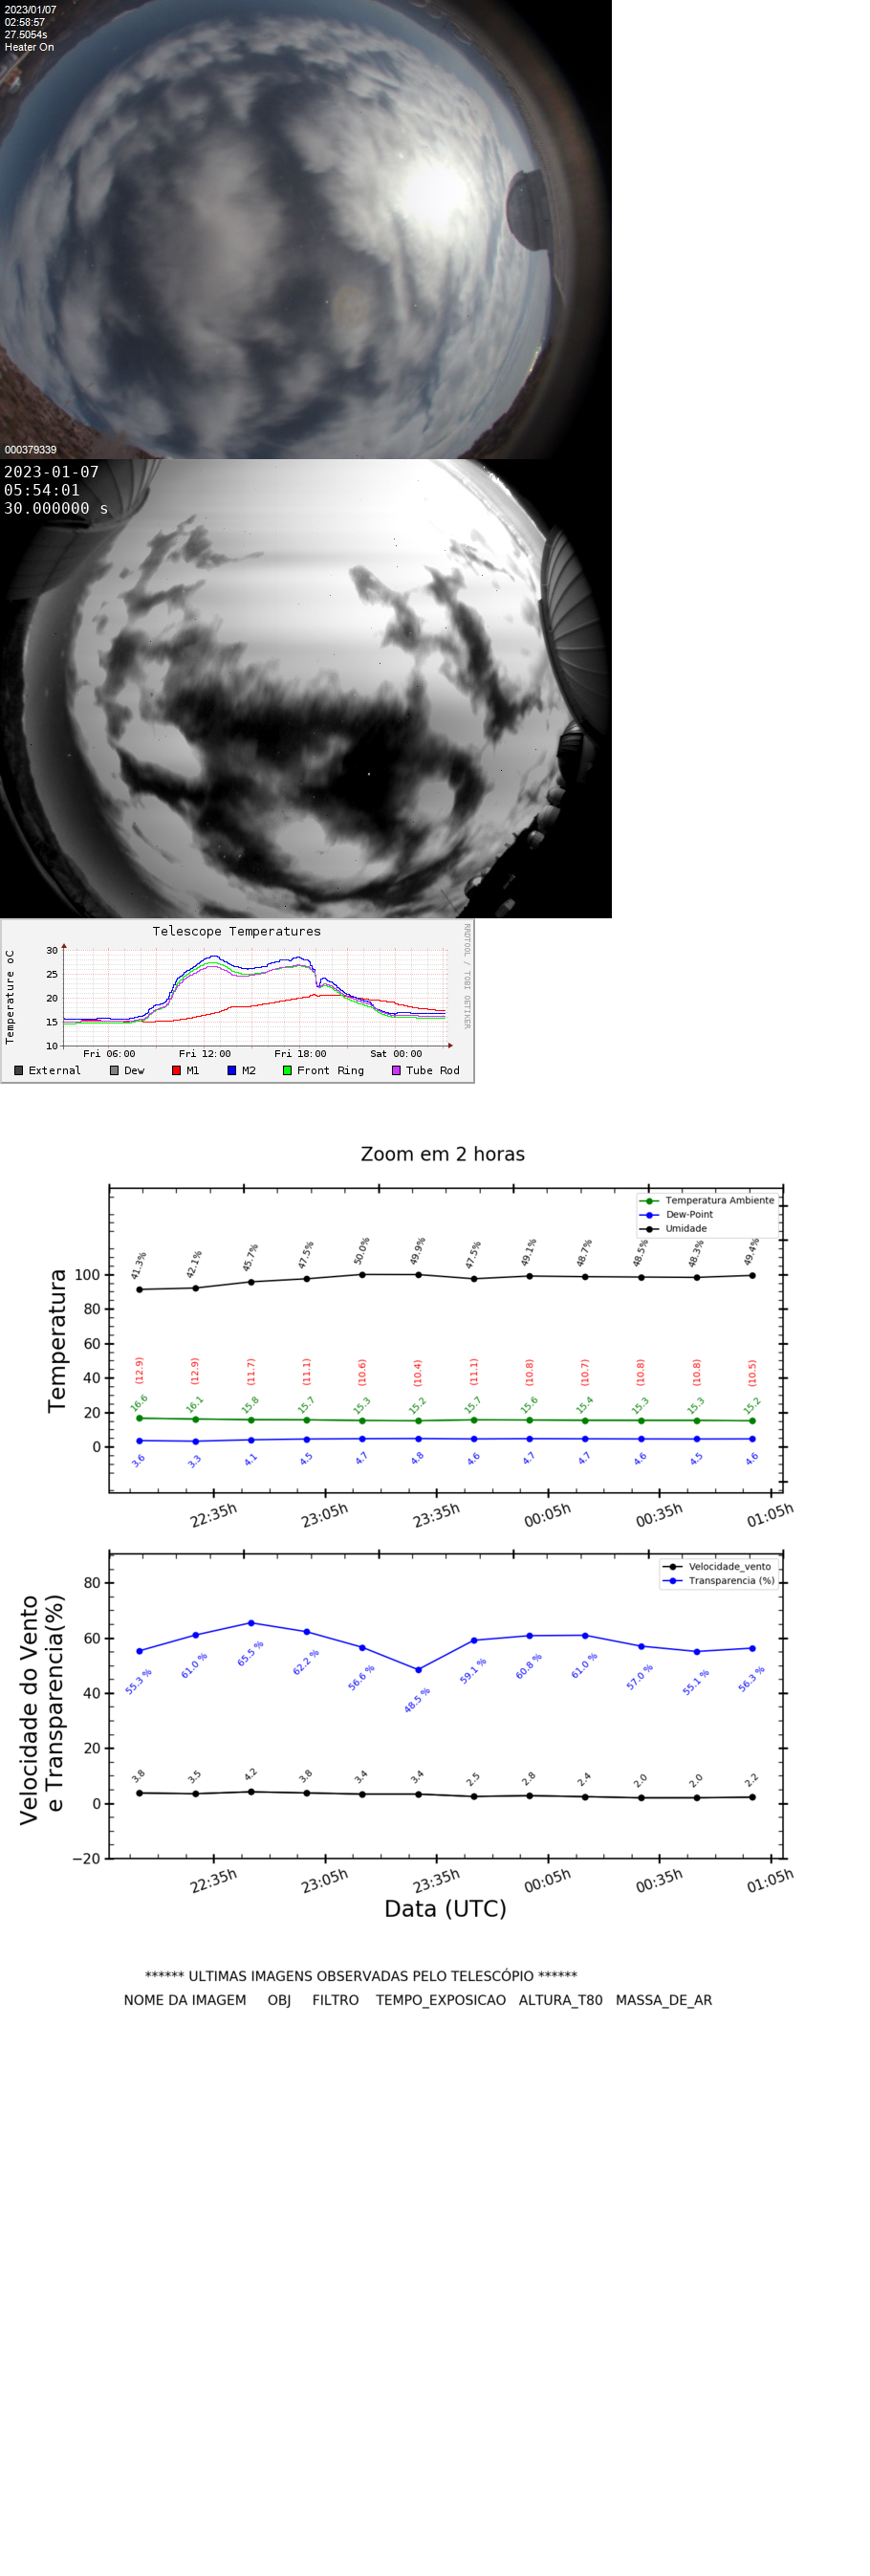 2023/01/07
02:58:57
27.5054s
Heater On
000379339
2023-01-07
05:54:01
30.000000 s
Telescope Temperatures
RRDTOOL / TOBI OETIKER
Temperature oC
30
25
20
15
10
Fri 06:00 Fri 12:00 Fri 18:00 Sat 00:00
External Dew M1 M2 Front Ring Tube Rod
Zoom em 2 horas
Temperatura Ambiente
Dew-Point
Umidade
Temperatura
100
80
60
40
20
0
41.3% 42.1% 45.7% 47.5% 50.0% 49.9% 47.5% 49.1% 48.7% 48.5% 48.3% 49.4%
(12.9) (12.9) (11.7) (11.1) (10.6) (10.4) (11.1) (10.8) (10.7) (10.8) (10.8) (10.5)
16.6 16.1 15.8 15.7 15.3 15.2 15.7 15.6 15.4 15.3 15.3 15.2
3.6 3.3 4.1 4.5 4.7 4.8 4.6 4.7 4.7 4.6 4.5 4.6
22:35h 23:05h 23:35h 00:05h 00:35h 01:05h
Velocidade_vento
Transparencia (%)
Velocidade do Vento
e Transparencia(%)
80
60
40
20
0
−20
55.3 % 61.0 % 65.5 % 62.2 % 56.6 % 48.5 % 59.1 % 60.8 % 61.0 % 57.0 % 55.1 % 56.3 %
3.8 3.5 4.2 3.8 3.4 3.4 2.5 2.8 2.4 2.0 2.0 2.2
22:35h 23:05h 23:35h 00:05h 00:35h 01:05h
Data (UTC)
****** ULTIMAS IMAGENS OBSERVADAS PELO TELESCÓPIO ******
NOME DA IMAGEM OBJ FILTRO TEMPO_EXPOSICAO ALTURA_T80 MASSA_DE_AR